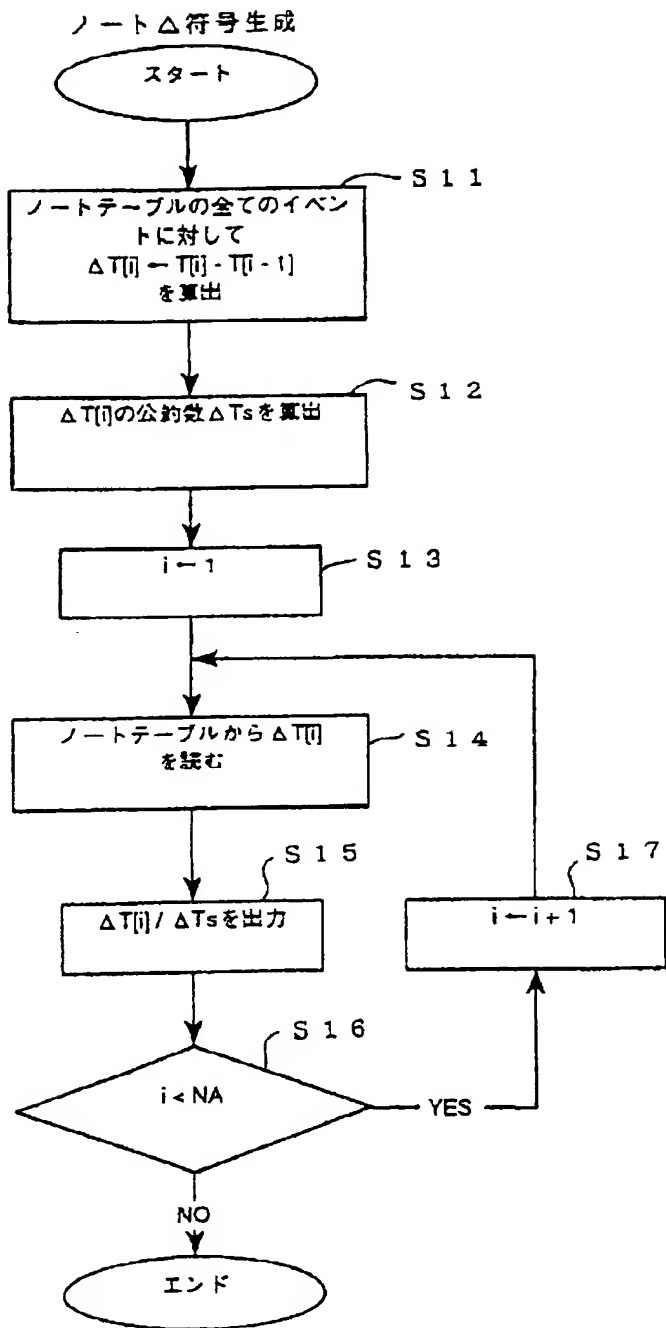 ノート△符号生成
スタート
S11
ノートテーブルの全てのイベン
トに対して
ΔT[i]←T[i]-T[i-1]
を算出
S12
ΔT[i]の公約数ΔTsを算出
S13
i←1
S14
ノートテーブルからΔT[i]
を読む
S15
ΔT[i]/ΔTsを出力
S17
i←i+1
S16
i<NA
YES
NO
エンド